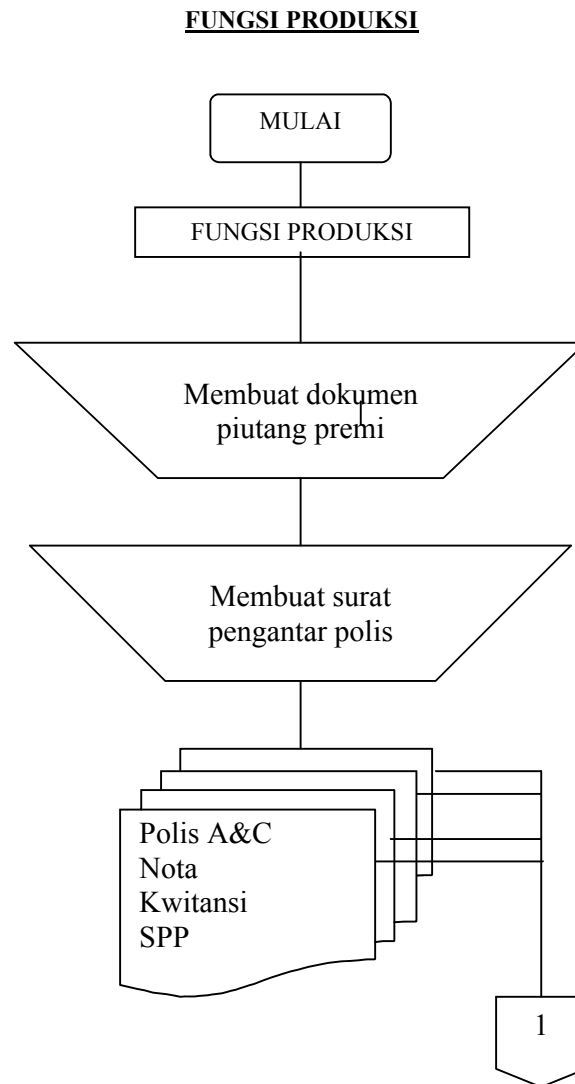 FUNGSI PRODUKSI
MULAI
FUNGSI PRODUKSI
Membuat dokumen
piutang premi
Membuat surat
pengantar polis
Polis A&C
Nota
Kwitansi
SPP
1